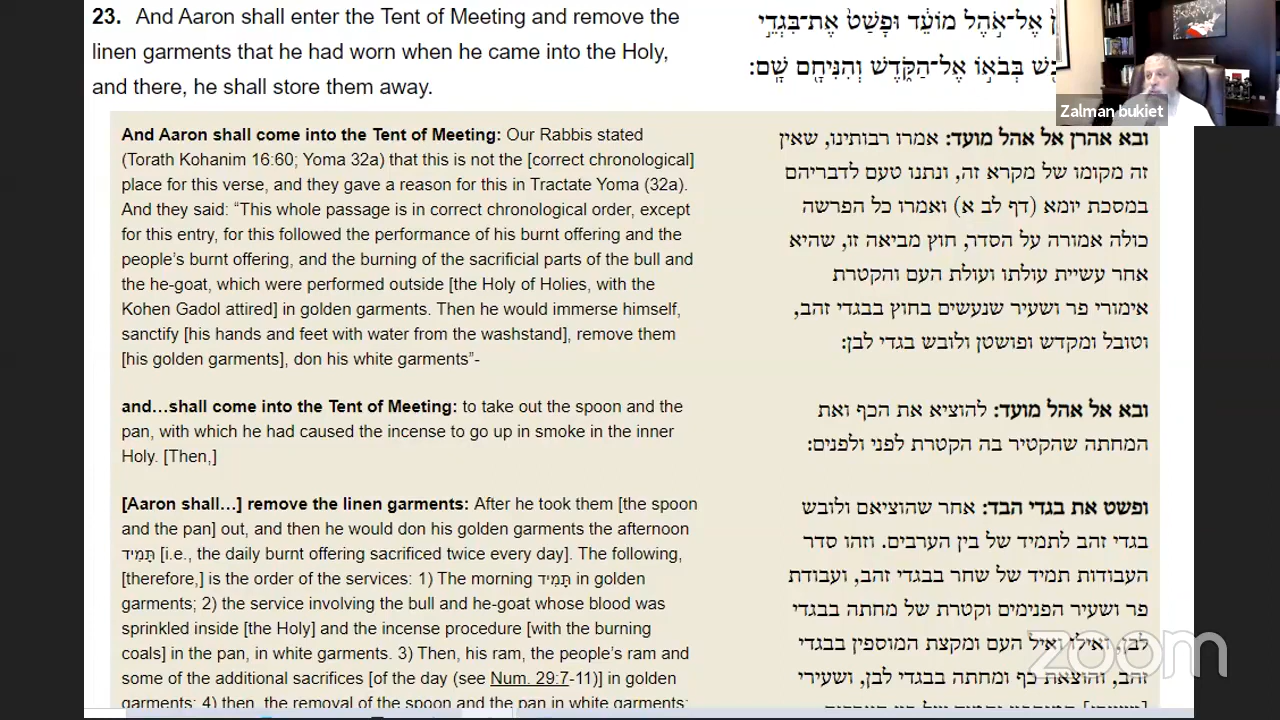 23. And Aaron shall enter the Tent of Meeting and remove the
linen garments that he had worn when he came into the Holy,
and there, he shall store them away.
אֶל־אֹ֣הֶל מוֹעֵ֔ד וּפָשַׁט֙ אֶת־בִּגְדֵ֣י
בְּבֹא֣וֹ אֶל־הַקֹּ֑דֶשׁ וְהִנִּיחָ֖ם שָֽׁם:
Zalman bukiet
And Aaron shall come into the Tent of Meeting: Our Rabbis stated
(Torath Kohanim 16:60; Yoma 32a) that this is not the [correct chronological]
place for this verse, and they gave a reason for this in Tractate Yoma (32a).
And they said: “This whole passage is in correct chronological order, except
for this entry, for this followed the performance of his burnt offering and the
people’s burnt offering, and the burning of the sacrificial parts of the bull and
the he-goat, which were performed outside [the Holy of Holies, with the
Kohen Gadol attired] in golden garments. Then he would immerse himself,
sanctify [his hands and feet with water from the washstand], remove them
[his golden garments], don his white garments”-
ובא אהרן אל אהל מועד: אמרו רבותינו, שאין
זה מקומו של מקרא זה, ונתנו טעם לדבריהם
במסכת יומא (דף לב א) ואמרו כל הפרשה
כולה אמורה על הסדר, חוץ מביאה זו, שהיא
אחר עשיית עולתו ועולת העם והקטרת
אימורי פר ושעיר שנעשים בחוץ בבגדי זהב,
וטובל ומקדש ופושטן ולובש בגדי לבן:
and…shall come into the Tent of Meeting: to take out the spoon and the
pan, with which he had caused the incense to go up in smoke in the inner
Holy. [Then,]
ובא אל אהל מועד: להוציא את הכף ואת
המחתה שהקטיר בה הקטרת לפני ולפנים:
[Aaron shall…] remove the linen garments: After he took them [the spoon
and the pan] out, and then he would don his golden garments the afternoon
תָּמִיד [i.e., the daily burnt offering sacrificed twice every day]. The following,
[therefore,] is the order of the services: 1) The morning תָּמִיד in golden
garments; 2) the service involving the bull and he-goat whose blood was
sprinkled inside [the Holy] and the incense procedure [with the burning
coals] in the pan, in white garments. 3) Then, his ram, the people’s ram and
some of the additional sacrifices [of the day (see Num. 29:7-11)] in golden
garments; 4) then, the removal of the spoon and the pan in white garments;
ופשט את בגדי הבד: אחר שהוציאם ולובש
בגדי זהב לתמיד של בין הערבים. וזהו סדר
העבודות תמיד של שחר בבגדי זהב, ועבודת
פר ושעיר הפנימים וקטרת של מחתה בבגדי
לבן, ואילו ואיל העם ומקצת המוספין בבגדי
זהב, והוצאת כף ומחתה בבגדי לבן, ושעירי
zoom